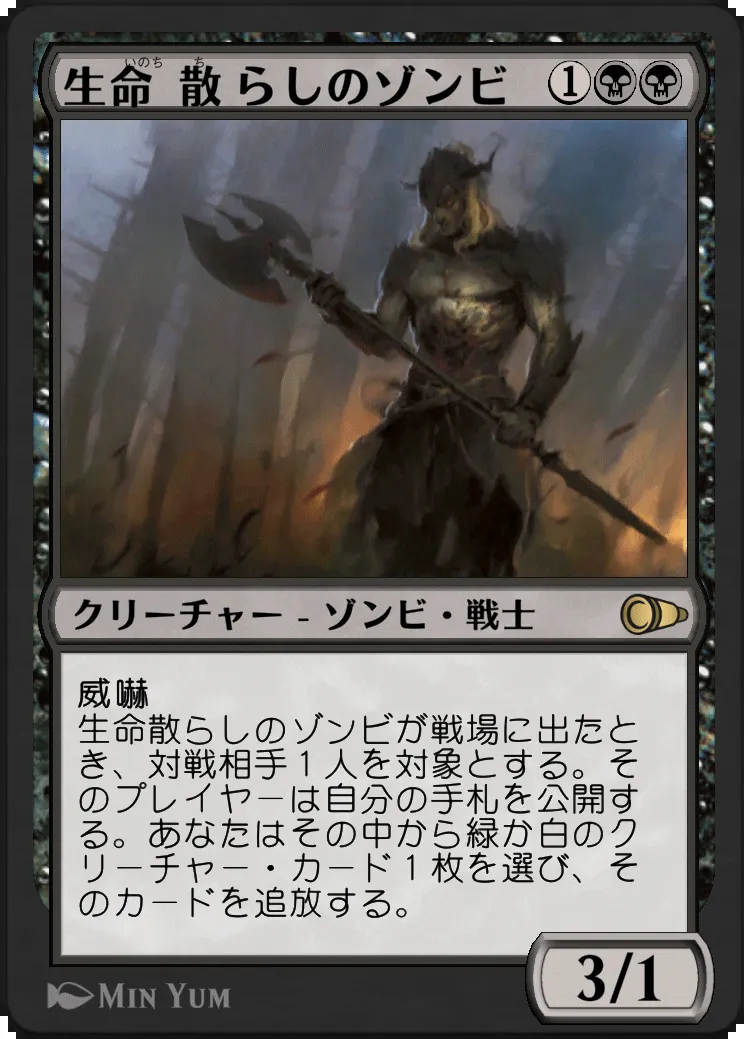 生命散らしのゾンビ 1
いのち ち
クリーチャー - ゾンビ・戦士
威嚇
生命散らしのゾンビが戦場に出たと
き、対戦相手1人を対象とする。そ
のプレイヤーは自分の手札を公開す
る。あなたはその中から緑か白のク
リーチャー・カード1枚を選び、そ
のカードを追放する。
3/1
MIN YUM